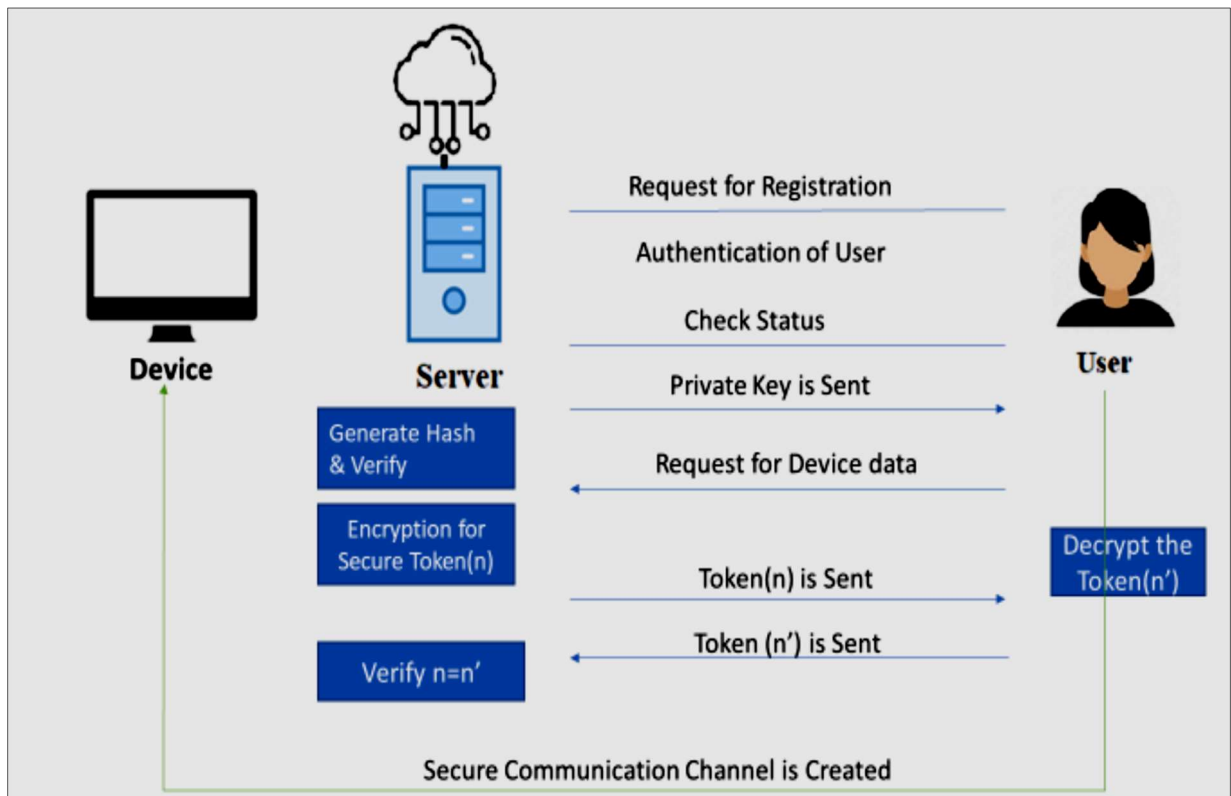 Request for Registration
Authentication of User
Check Status
Device
Server
User
Private Key is Sent
Generate Hash
& Verify
Request for Device data
Encryption for
Secure Token(n)
Decrypt the
Token(n’)
Token(n) is Sent
Token (n’) is Sent
Verify n=n’
Secure Communication Channel is Created